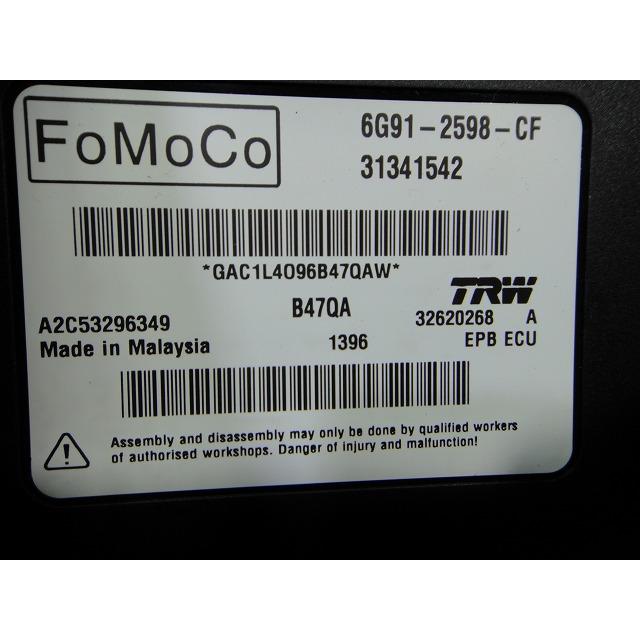 FoMoCo
6G91-2598-CF
31341542
*GAC1L4096B47QAW*
B47QA
TRW
A2C53296349
32620268 A
Made in Malaysia
1396
EPB ECU
Assembly and disassembly may only be done by qualified workers
of authorised workshops. Danger of injury and malfunction!